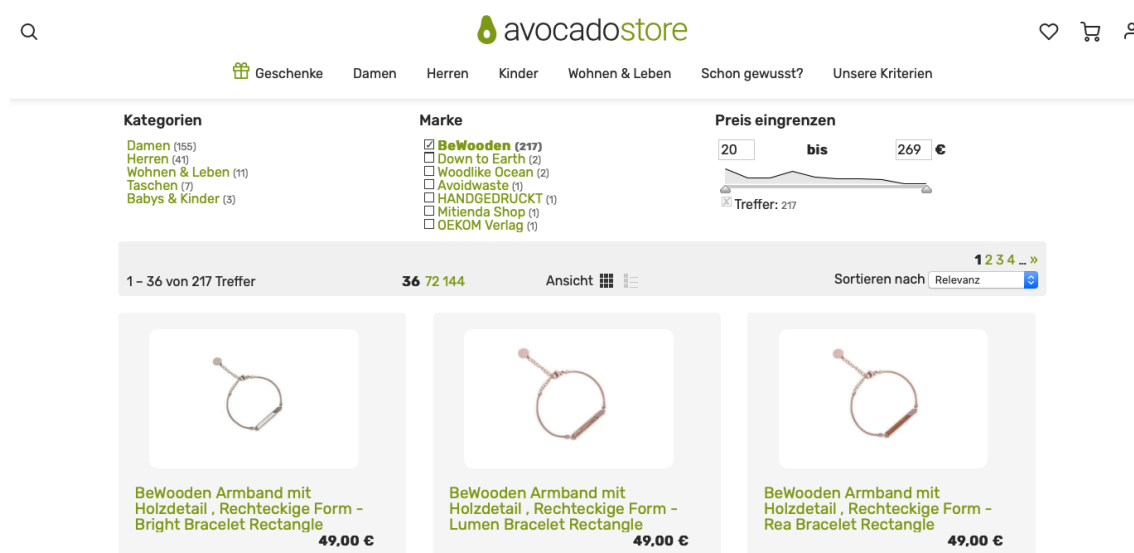 avocadostore
Geschenke Damen Herren Kinder Wohnen & Leben Schon gewusst? Unsere Kriterien
Kategorien
Damen (155)
Herren (41)
Wohnen & Leben (11)
Taschen (7)
Babys & Kinder (3)
Marke
BeWooden (217)
Down to Earth (2)
Woodlike Ocean (2)
Avoidwaste (1)
HANDGEDRUCKT (1)
Mitienda Shop (1)
OEKOM Verlag (1)
Preis eingrenzen
20 bis 269 €
Treffer: 217
1 2 3 4 ... »
1 – 36 von 217 Treffer 36 72 144 Ansicht Sortieren nach Relevanz
BeWooden Armband mit
Holzdetail , Rechteckige Form -
Bright Bracelet Rectangle
49,00 €
BeWooden Armband mit
Holzdetail , Rechteckige Form -
Lumen Bracelet Rectangle
49,00 €
BeWooden Armband mit
Holzdetail , Rechteckige Form -
Rea Bracelet Rectangle
49,00 €